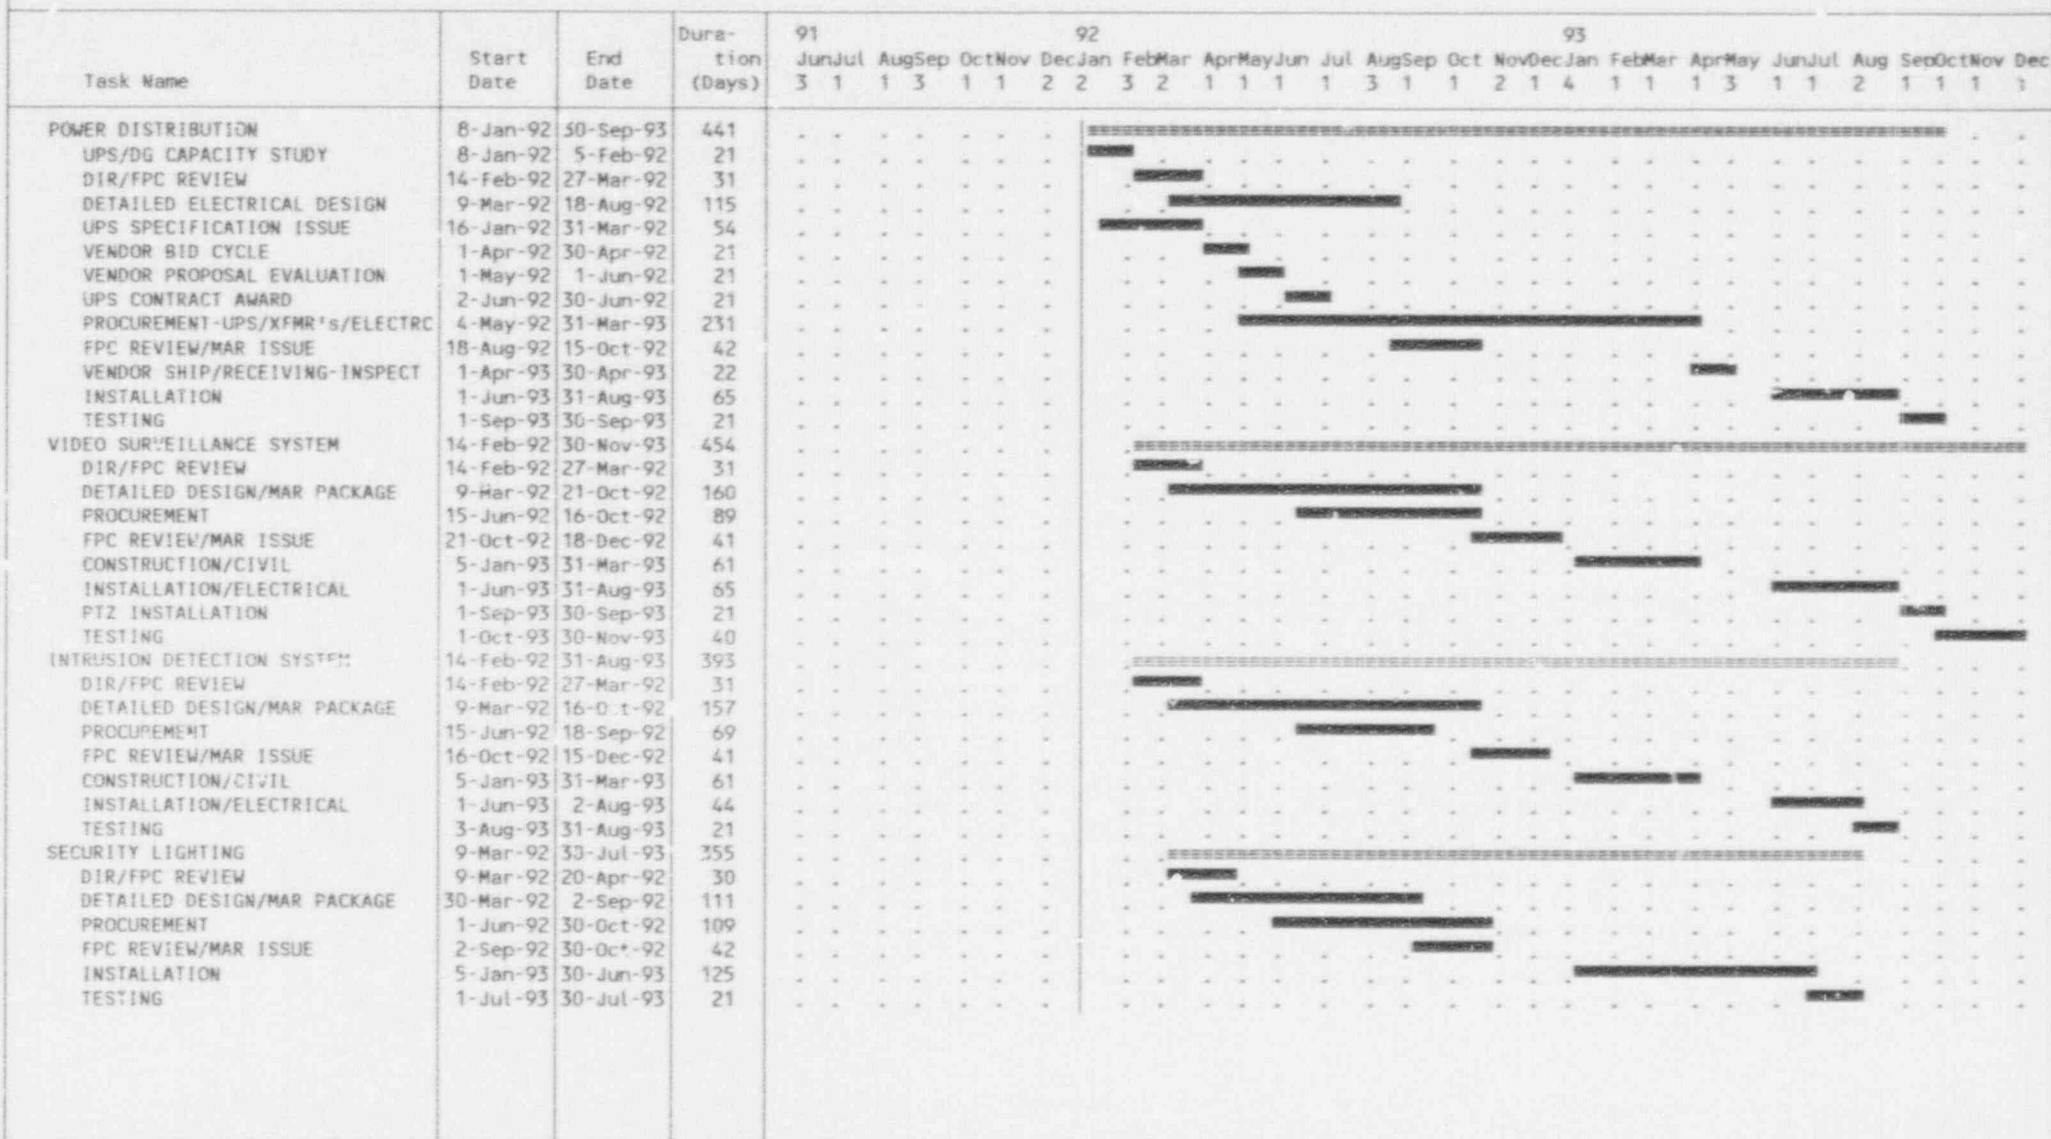 Dura- 91 92 93
Start End tion JunJul AugSep OctNov DecJan FebMar AprMayJun Jul AugSep Oct NovDecJan FebMar AprMay JunJul Aug SepOctNov Dec
Task Name Date Date (Days) 3 1 1 3 1 1 2 2 3 2 1 1 1 1 3 1 1 2 1 4 1 1 1 3 1 1 2 1 1 1 1
POWER DISTRIBUTION 8-Jan-92 30-Sep-93 441
UPS/DG CAPACITY STUDY 8-Jan-92 5-Feb-92 21
DIR/FPC REVIEW 14-Feb-92 27-Mar-92 31
DETAILED ELECTRICAL DESIGN 9-Mar-92 18-Aug-92 115
UPS SPECIFICATION ISSUE 16-Jan-92 31-Mar-92 54
VENDOR BID CYCLE 1-Apr-92 30-Apr-92 21
VENDOR PROPOSAL EVALUATION 1-May-92 1-Jun-92 21
UPS CONTRACT AWARD 2-Jun-92 30-Jun-92 21
PROCUREMENT-UPS/XFMR's/ELECTRC 4-May-92 31-Mar-93 231
FPC REVIEW/MAR ISSUE 18-Aug-92 15-Oct-92 42
VENDOR SHIP/RECEIVING-INSPECT 1-Apr-93 30-Apr-93 22
INSTALLATION 1-Jun-93 31-Aug-93 65
TESTING 1-Sep-93 30-Sep-93 21
VIDEO SURVEILLANCE SYSTEM 14-Feb-92 30-Nov-93 454
DIR/FPC REVIEW 14-Feb-92 27-Mar-92 31
DETAILED DESIGN/MAR PACKAGE 9-Mar-92 21-Oct-92 160
PROCUREMENT 15-Jun-92 16-Oct-92 89
FPC REVIEW/MAR ISSUE 21-Oct-92 18-Dec-92 41
CONSTRUCTION/CIVIL 5-Jan-93 31-Mar-93 61
INSTALLATION/ELECTRICAL 1-Jun-93 31-Aug-93 65
PTZ INSTALLATION 1-Sep-93 30-Sep-93 21
TESTING 1-Oct-93 30-Nov-93 40
INTRUSION DETECTION SYSTEM 14-Feb-92 31-Aug-93 393
DIR/FPC REVIEW 14-Feb-92 27-Mar-92 31
DETAILED DESIGN/MAR PACKAGE 9-Mar-92 16-Oct-92 157
PROCUREMENT 15-Jun-92 18-Sep-92 69
FPC REVIEW/MAR ISSUE 16-Oct-92 15-Dec-92 41
CONSTRUCTION/CIVIL 5-Jan-93 31-Mar-93 61
INSTALLATION/ELECTRICAL 1-Jun-93 2-Aug-93 44
TESTING 3-Aug-93 31-Aug-93 21
SECURITY LIGHTING 9-Mar-92 30-Jul-93 355
DIR/FPC REVIEW 9-Mar-92 20-Apr-92 30
DETAILED DESIGN/MAR PACKAGE 30-Mar-92 2-Sep-92 111
PROCUREMENT 1-Jun-92 30-Oct-92 109
FPC REVIEW/MAR ISSUE 2-Sep-92 30-Oct-92 42
INSTALLATION 5-Jan-93 30-Jun-93 125
TESTING 1-Jul-93 30-Jul-93 21